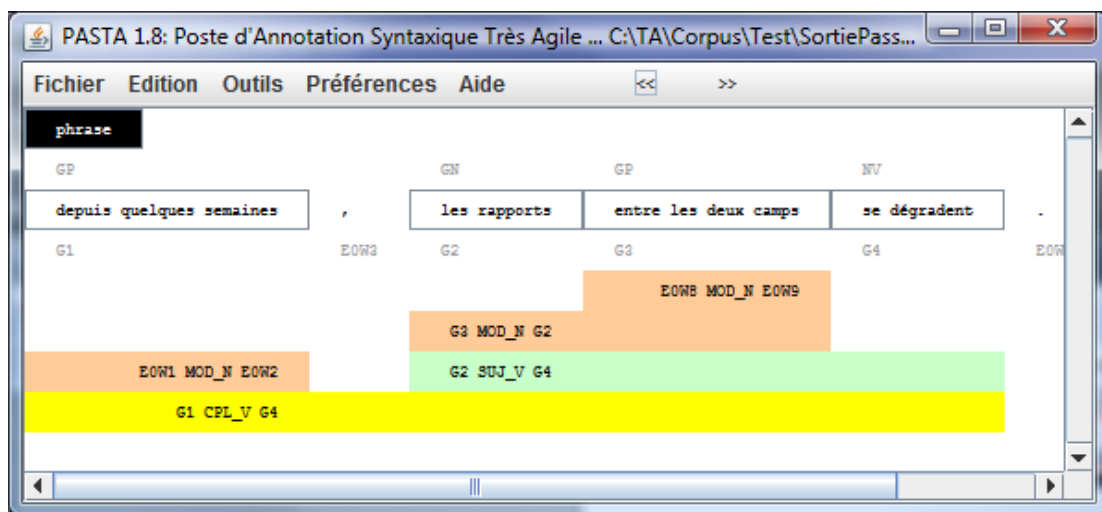 PASTA 1.8: Poste d'Annotation Syntaxique Très Agile ... C:\TA\Corpus\Test\SortiePass...
Fichier Edition Outils Préférences Aide << >>
phrase
GP GN GP NV
depuis quelques semaines , les rapports entre les deux camps se dégradent .
G1 E0W3 G2 G3 G4 E0W
E0W8 MOD_N E0W9
G3 MOD_N G2
E0W1 MOD_N E0W2 G2 SUJ_V G4
G1 CPL_V G4